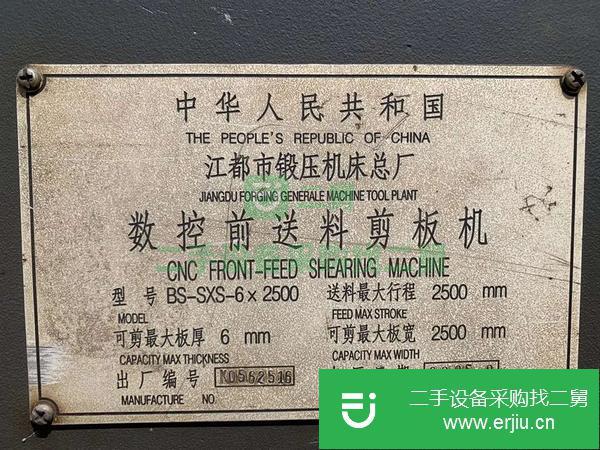 中华人民共和国
THE PEOPLE'S REPUBLIC OF CHINA
江都市锻压机床总厂
JIANGDU FORGING GENERALE MACHINE TOOL PLANT
数控前送料剪板机
CNC FRONT-FEED SHEARING MACHINE
型号 BS-SXS-6×2500 送料最大行程 2500 mm
MODEL FEED MAX STROKE
可剪最大板厚 6 mm 可剪最大板宽 2500 mm
CAPACITY MAX THICKNESS CAPACITY MAX WIDTH
出厂编号 K0562516
MANUFACTURE NO.
二手设备采购找二舅
www.erjiu.cn